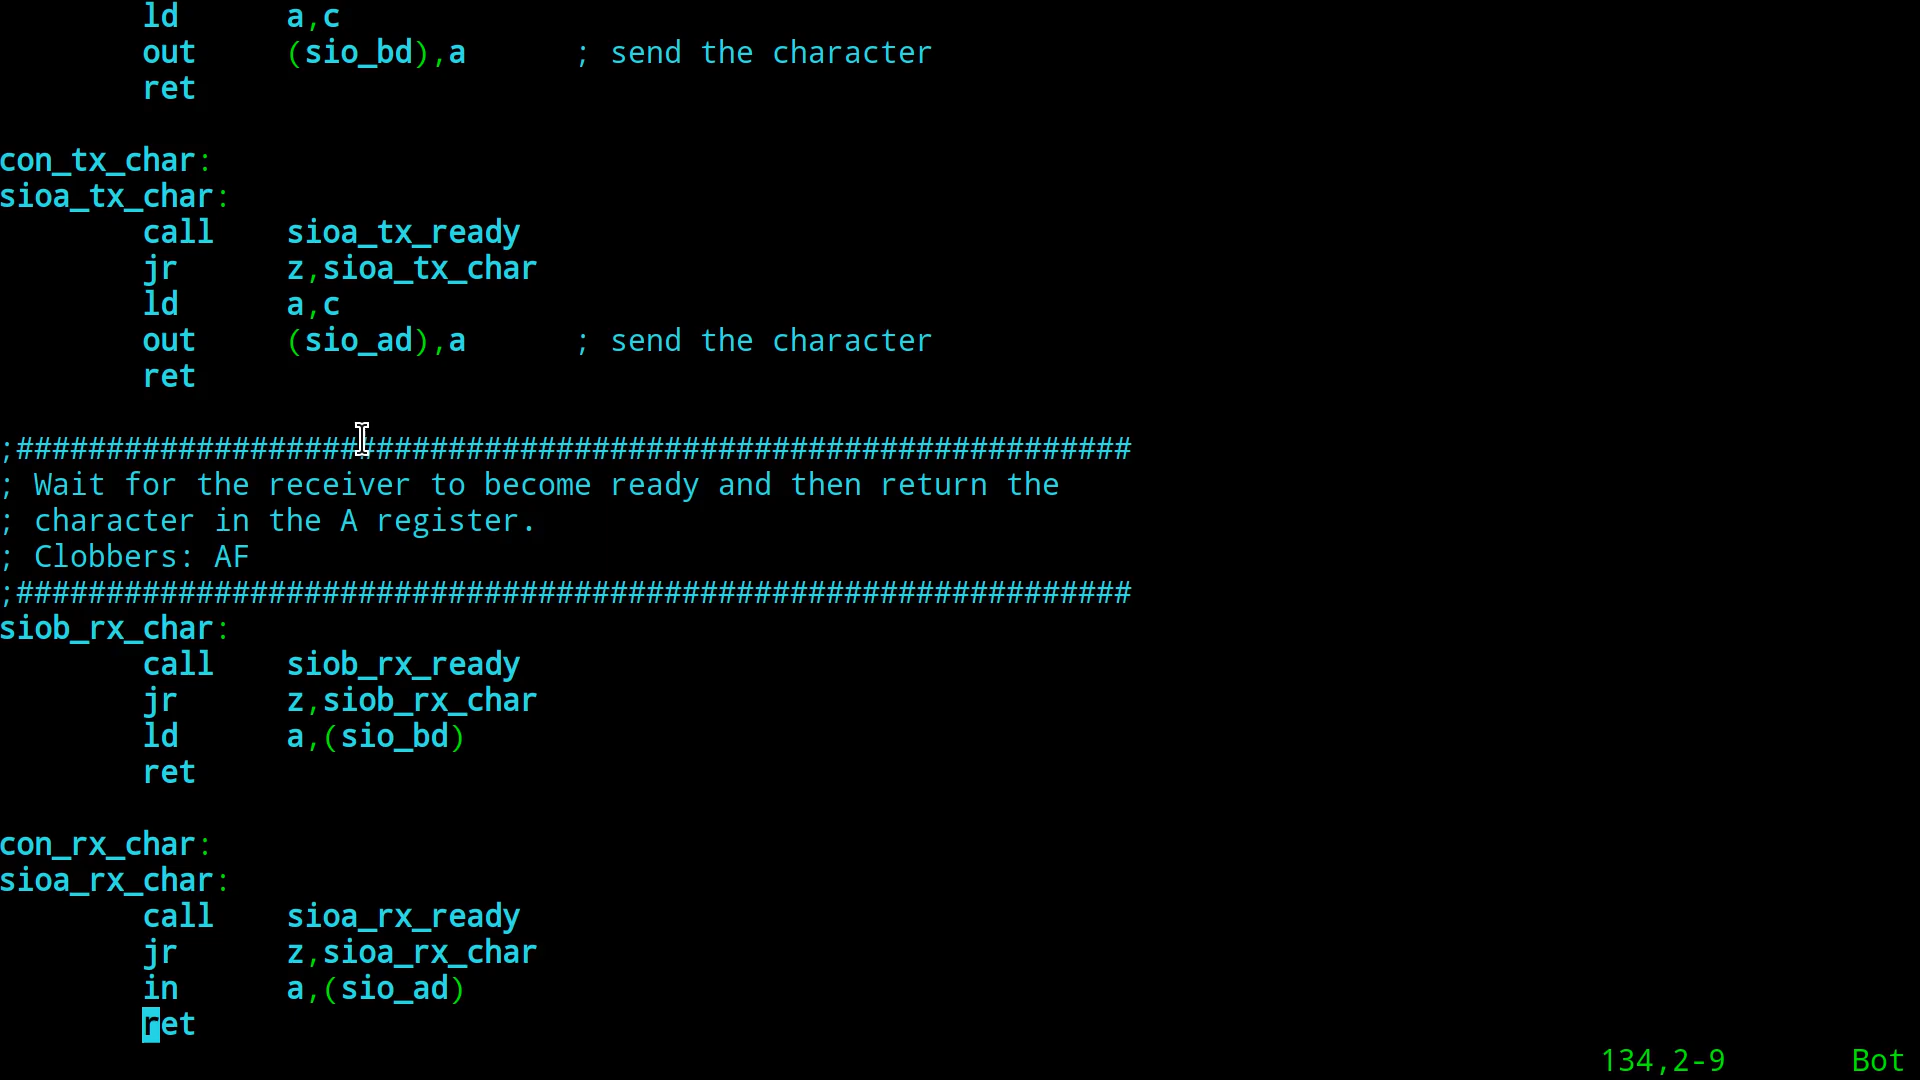 ld      a,c
        out     (sio_bd),a      ; send the character
        ret

con_tx_char:
sioa_tx_char:
        call    sioa_tx_ready
        jr      z,sioa_tx_char
        ld      a,c
        out     (sio_ad),a      ; send the character
        ret

;##############################################################
; Wait for the receiver to become ready and then return the
; character in the A register.
; Clobbers: AF
;##############################################################
siob_rx_char:
        call    siob_rx_ready
        jr      z,siob_rx_char
        ld      a,(sio_bd)
        ret

con_rx_char:
sioa_rx_char:
        call    sioa_rx_ready
        jr      z,sioa_rx_char
        in      a,(sio_ad)
        ret
134,2-9       Bot